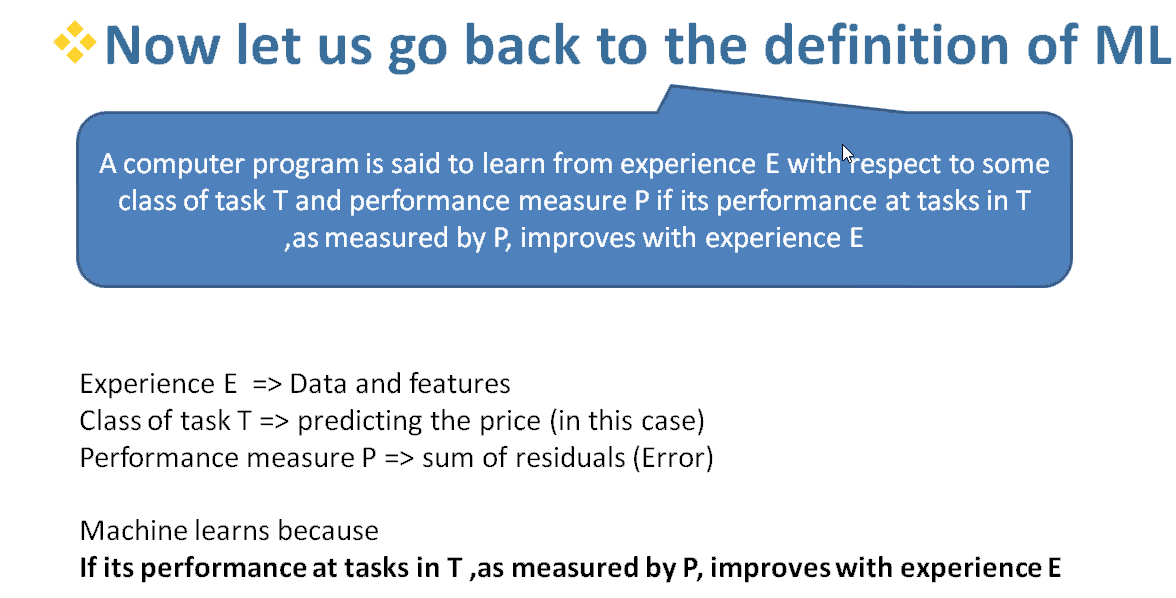 Now let us go back to the definition of ML
A computer program is said to learn from experience E with respect to some
class of task T and performance measure P if its performance at tasks in T
,as measured by P, improves with experience E
Experience E => Data and features
Class of task T => predicting the price (in this case)
Performance measure P => sum of residuals (Error)
Machine learns because
If its performance at tasks in T ,as measured by P, improves with experience E